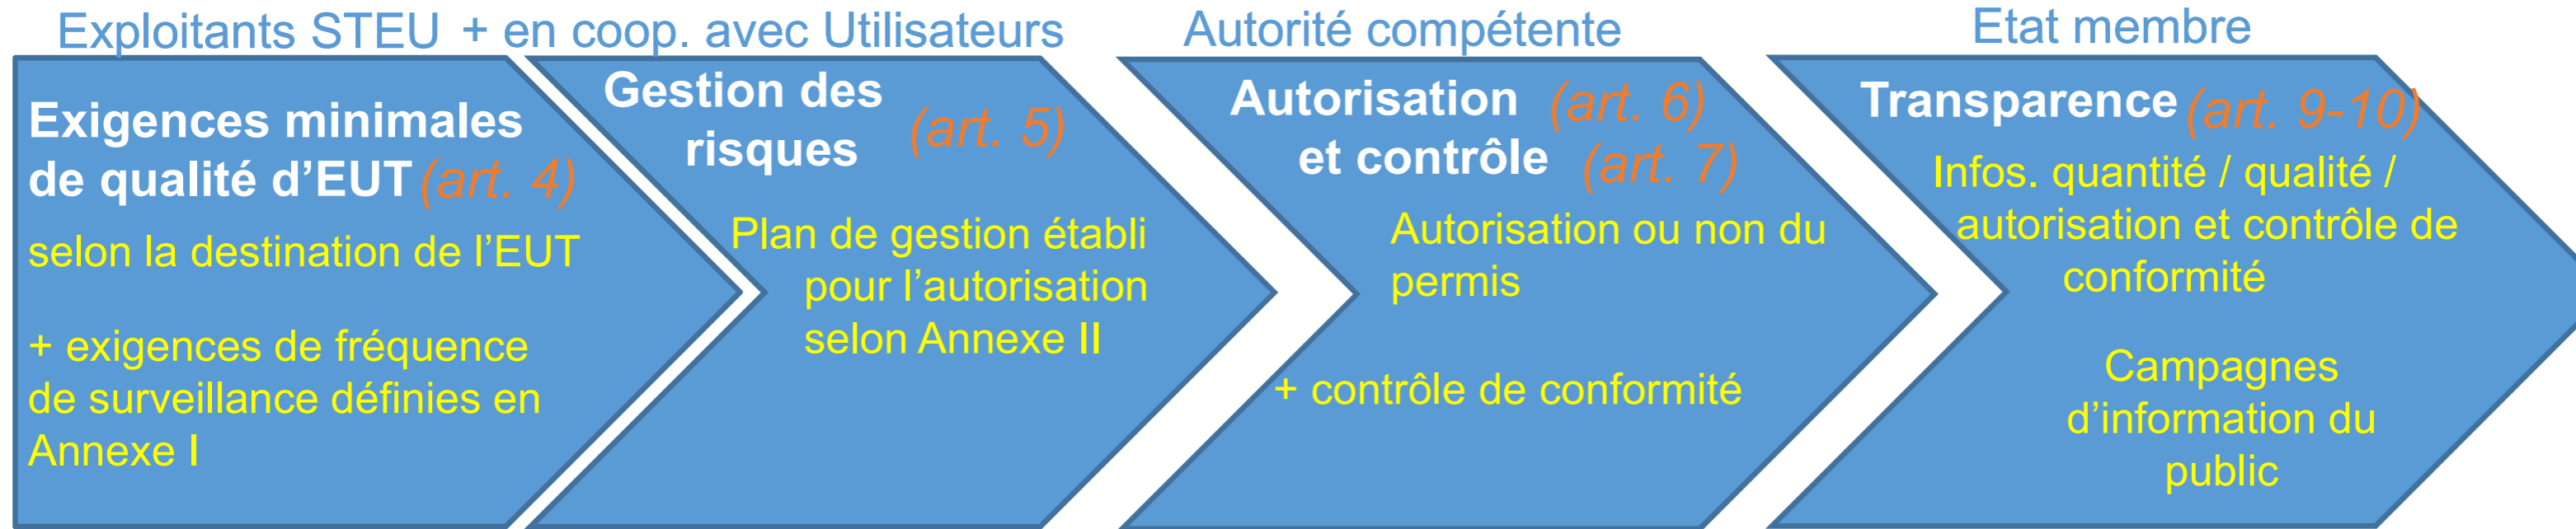 Exploitants STEU + en coop. avec Utilisateurs
Autorité compétente
Etat membre
Exigences minimales
de qualité d’EUT (art. 4)
selon la destination de l’EUT
+ exigences de fréquence
de surveillance définies en
Annexe I
Gestion des
risques (art. 5)
Plan de gestion établi
pour l’autorisation
selon Annexe II
Autorisation (art. 6)
et contrôle (art. 7)
Autorisation ou non du
permis
+ contrôle de conformité
Transparence (art. 9-10)
Infos. quantité / qualité /
autorisation et contrôle de
conformité
Campagnes
d’information du
public